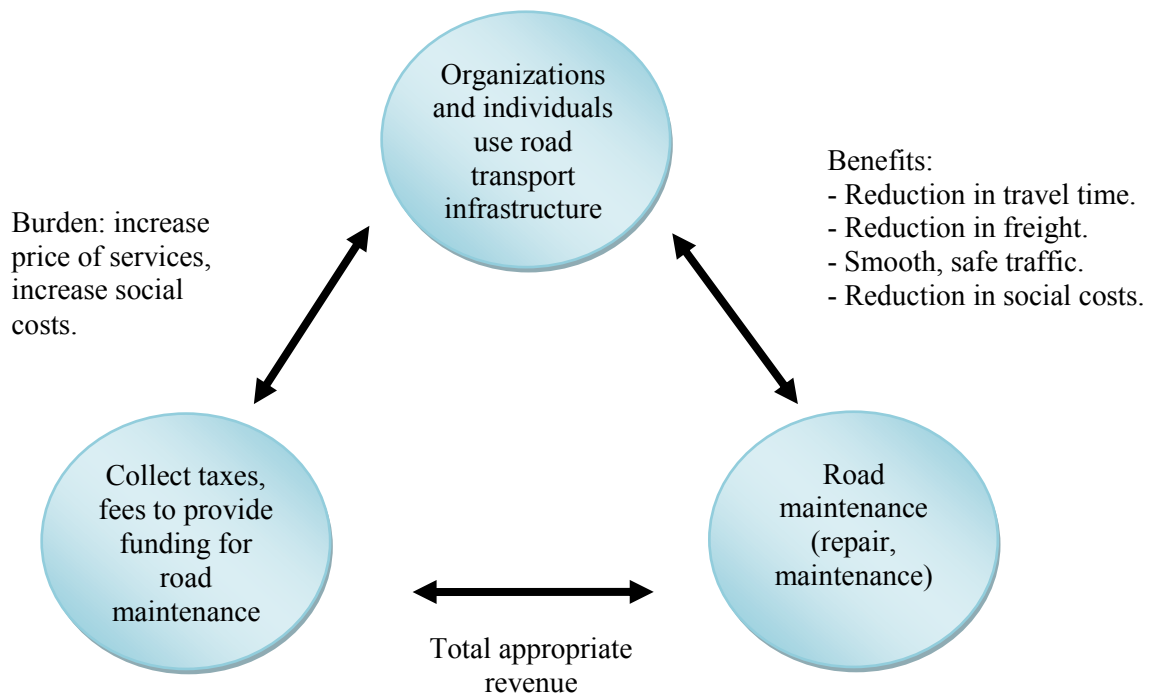 Organizations
and individuals
use road
transport
infrastructure
Benefits:
- Reduction in travel time.
- Reduction in freight.
- Smooth, safe traffic.
- Reduction in social costs.
Burden: increase
price of services,
increase social
costs.
Collect taxes,
fees to provide
funding for
road
maintenance
Road
maintenance
(repair,
maintenance)
Total appropriate
revenue